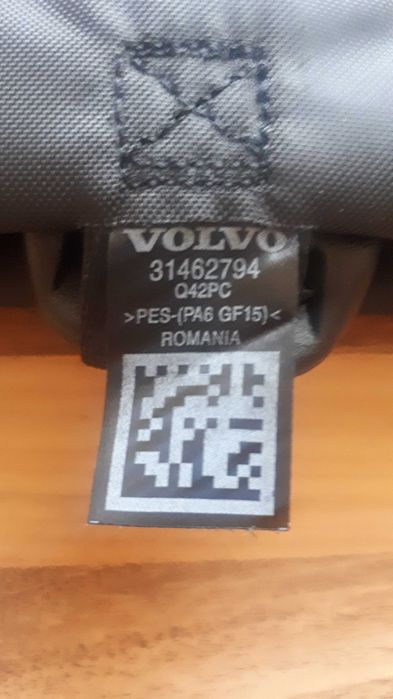 VOLVO
31462794
Q42PC
>PES-(PA6 GF15)<
ROMANIA